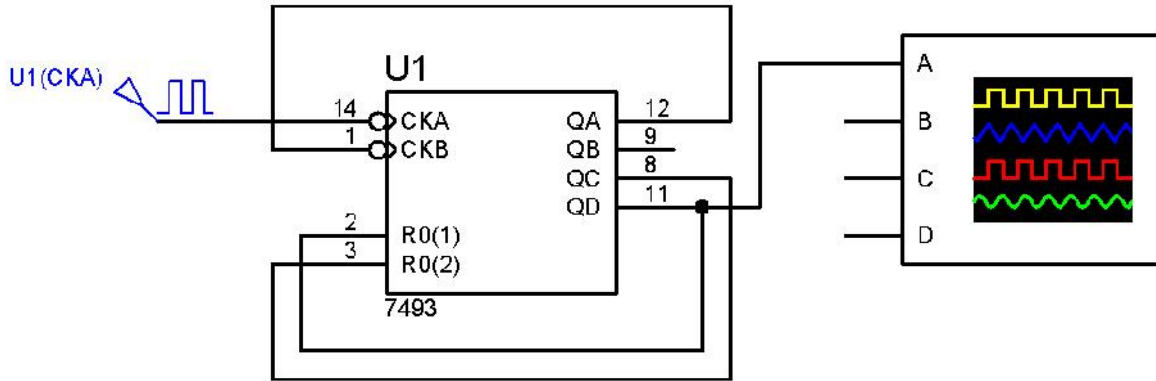 U1(CKA)
U1
14
CKA
QA
12
1
CKB
QB
9
QC
8
QD
11
2
R0(1)
3
R0(2)
7493
A
B
C
D